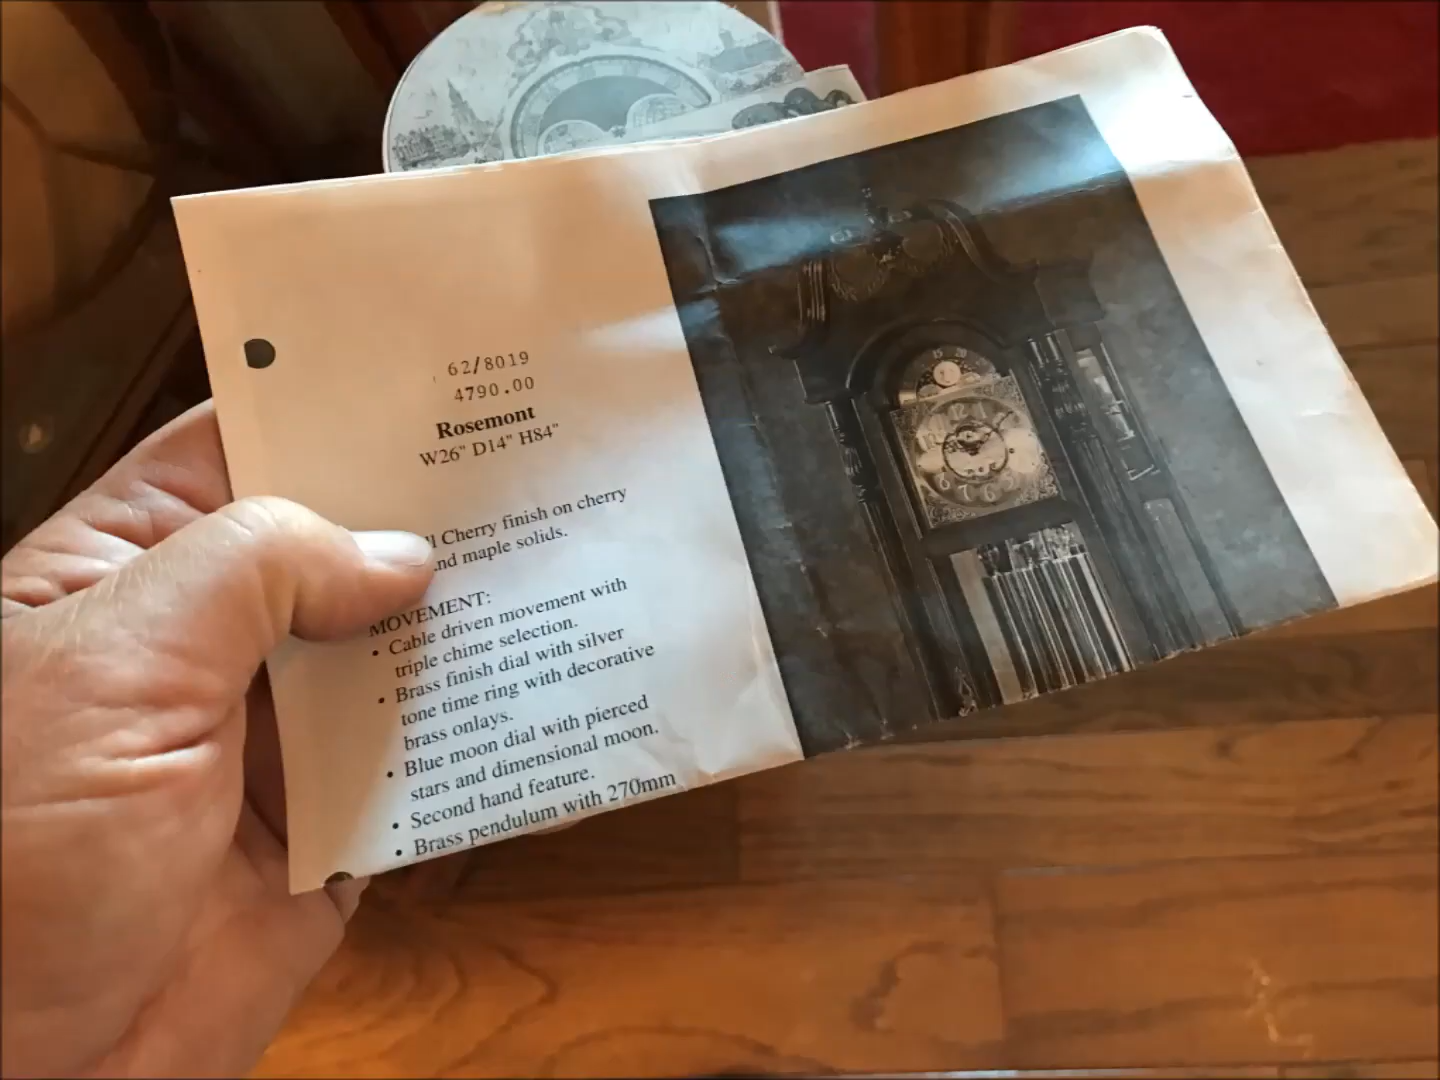 62/8019
4790.00
Rosemont
W26" D14" H84"
Cherry finish on cherry
maple solids.
MOVEMENT:
• Cable driven movement with
triple chime selection.
• Brass finish dial with silver
tone time ring with decorative
brass onlays.
• Blue moon dial with pierced
stars and dimensional moon.
• Second hand feature.
• Brass pendulum with 270mm